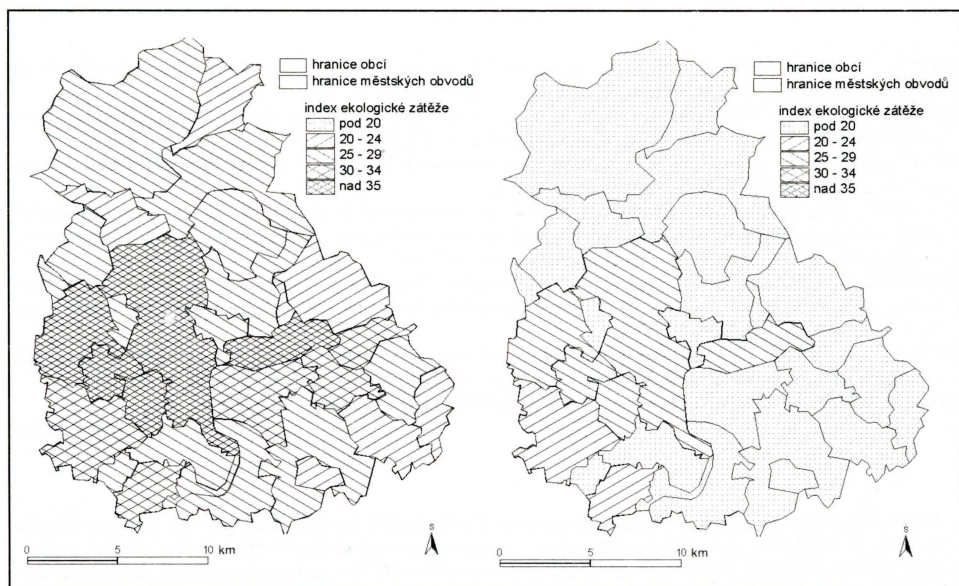 hranice obcí
hranice městských obvodů
index ekologické zátěže
pod 20
20 - 24
25 - 29
30 - 34
nad 35
S
0 5 10 km
hranice obcí
hranice městských obvodů
index ekologické zátěže
pod 20
20 - 24
25 - 29
30 - 34
nad 35
S
0 5 10 km